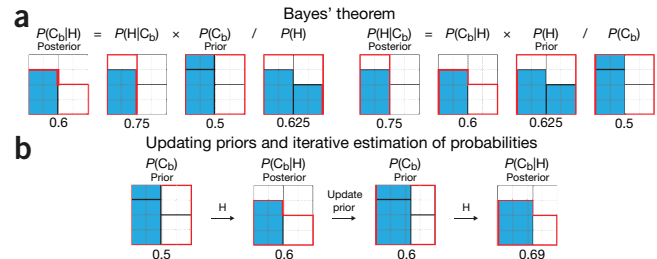 a
Bayes’ theorem
P(C_b|H) = P(H|C_b) × P(C_b) / P(H)
Posterior Prior
0.6 0.75 0.5 0.625
P(H|C_b) = P(C_b|H) × P(H) / P(C_b)
Posterior Prior
0.75 0.6 0.625 0.5
b
Updating priors and iterative estimation of probabilities
P(C_b) P(C_b|H) P(C_b) P(C_b|H)
Prior Posterior Prior Posterior
H Update prior H
0.5 0.6 0.6 0.69